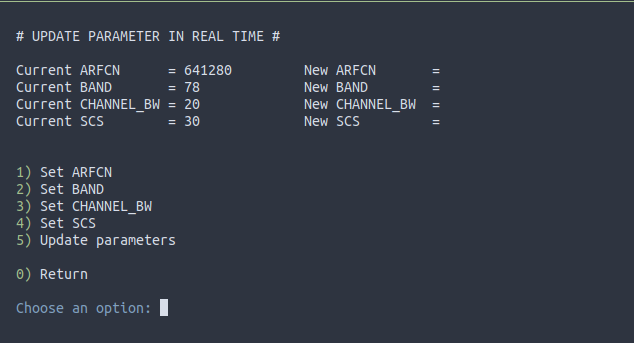 # UPDATE PARAMETER IN REAL TIME #
Current ARFCN      = 641280         New ARFCN       =
Current BAND       = 78             New BAND        =
Current CHANNEL_BW = 20             New CHANNEL_BW  =
Current SCS        = 30             New SCS         =
1) Set ARFCN
2) Set BAND
3) Set CHANNEL_BW
4) Set SCS
5) Update parameters
0) Return
Choose an option: